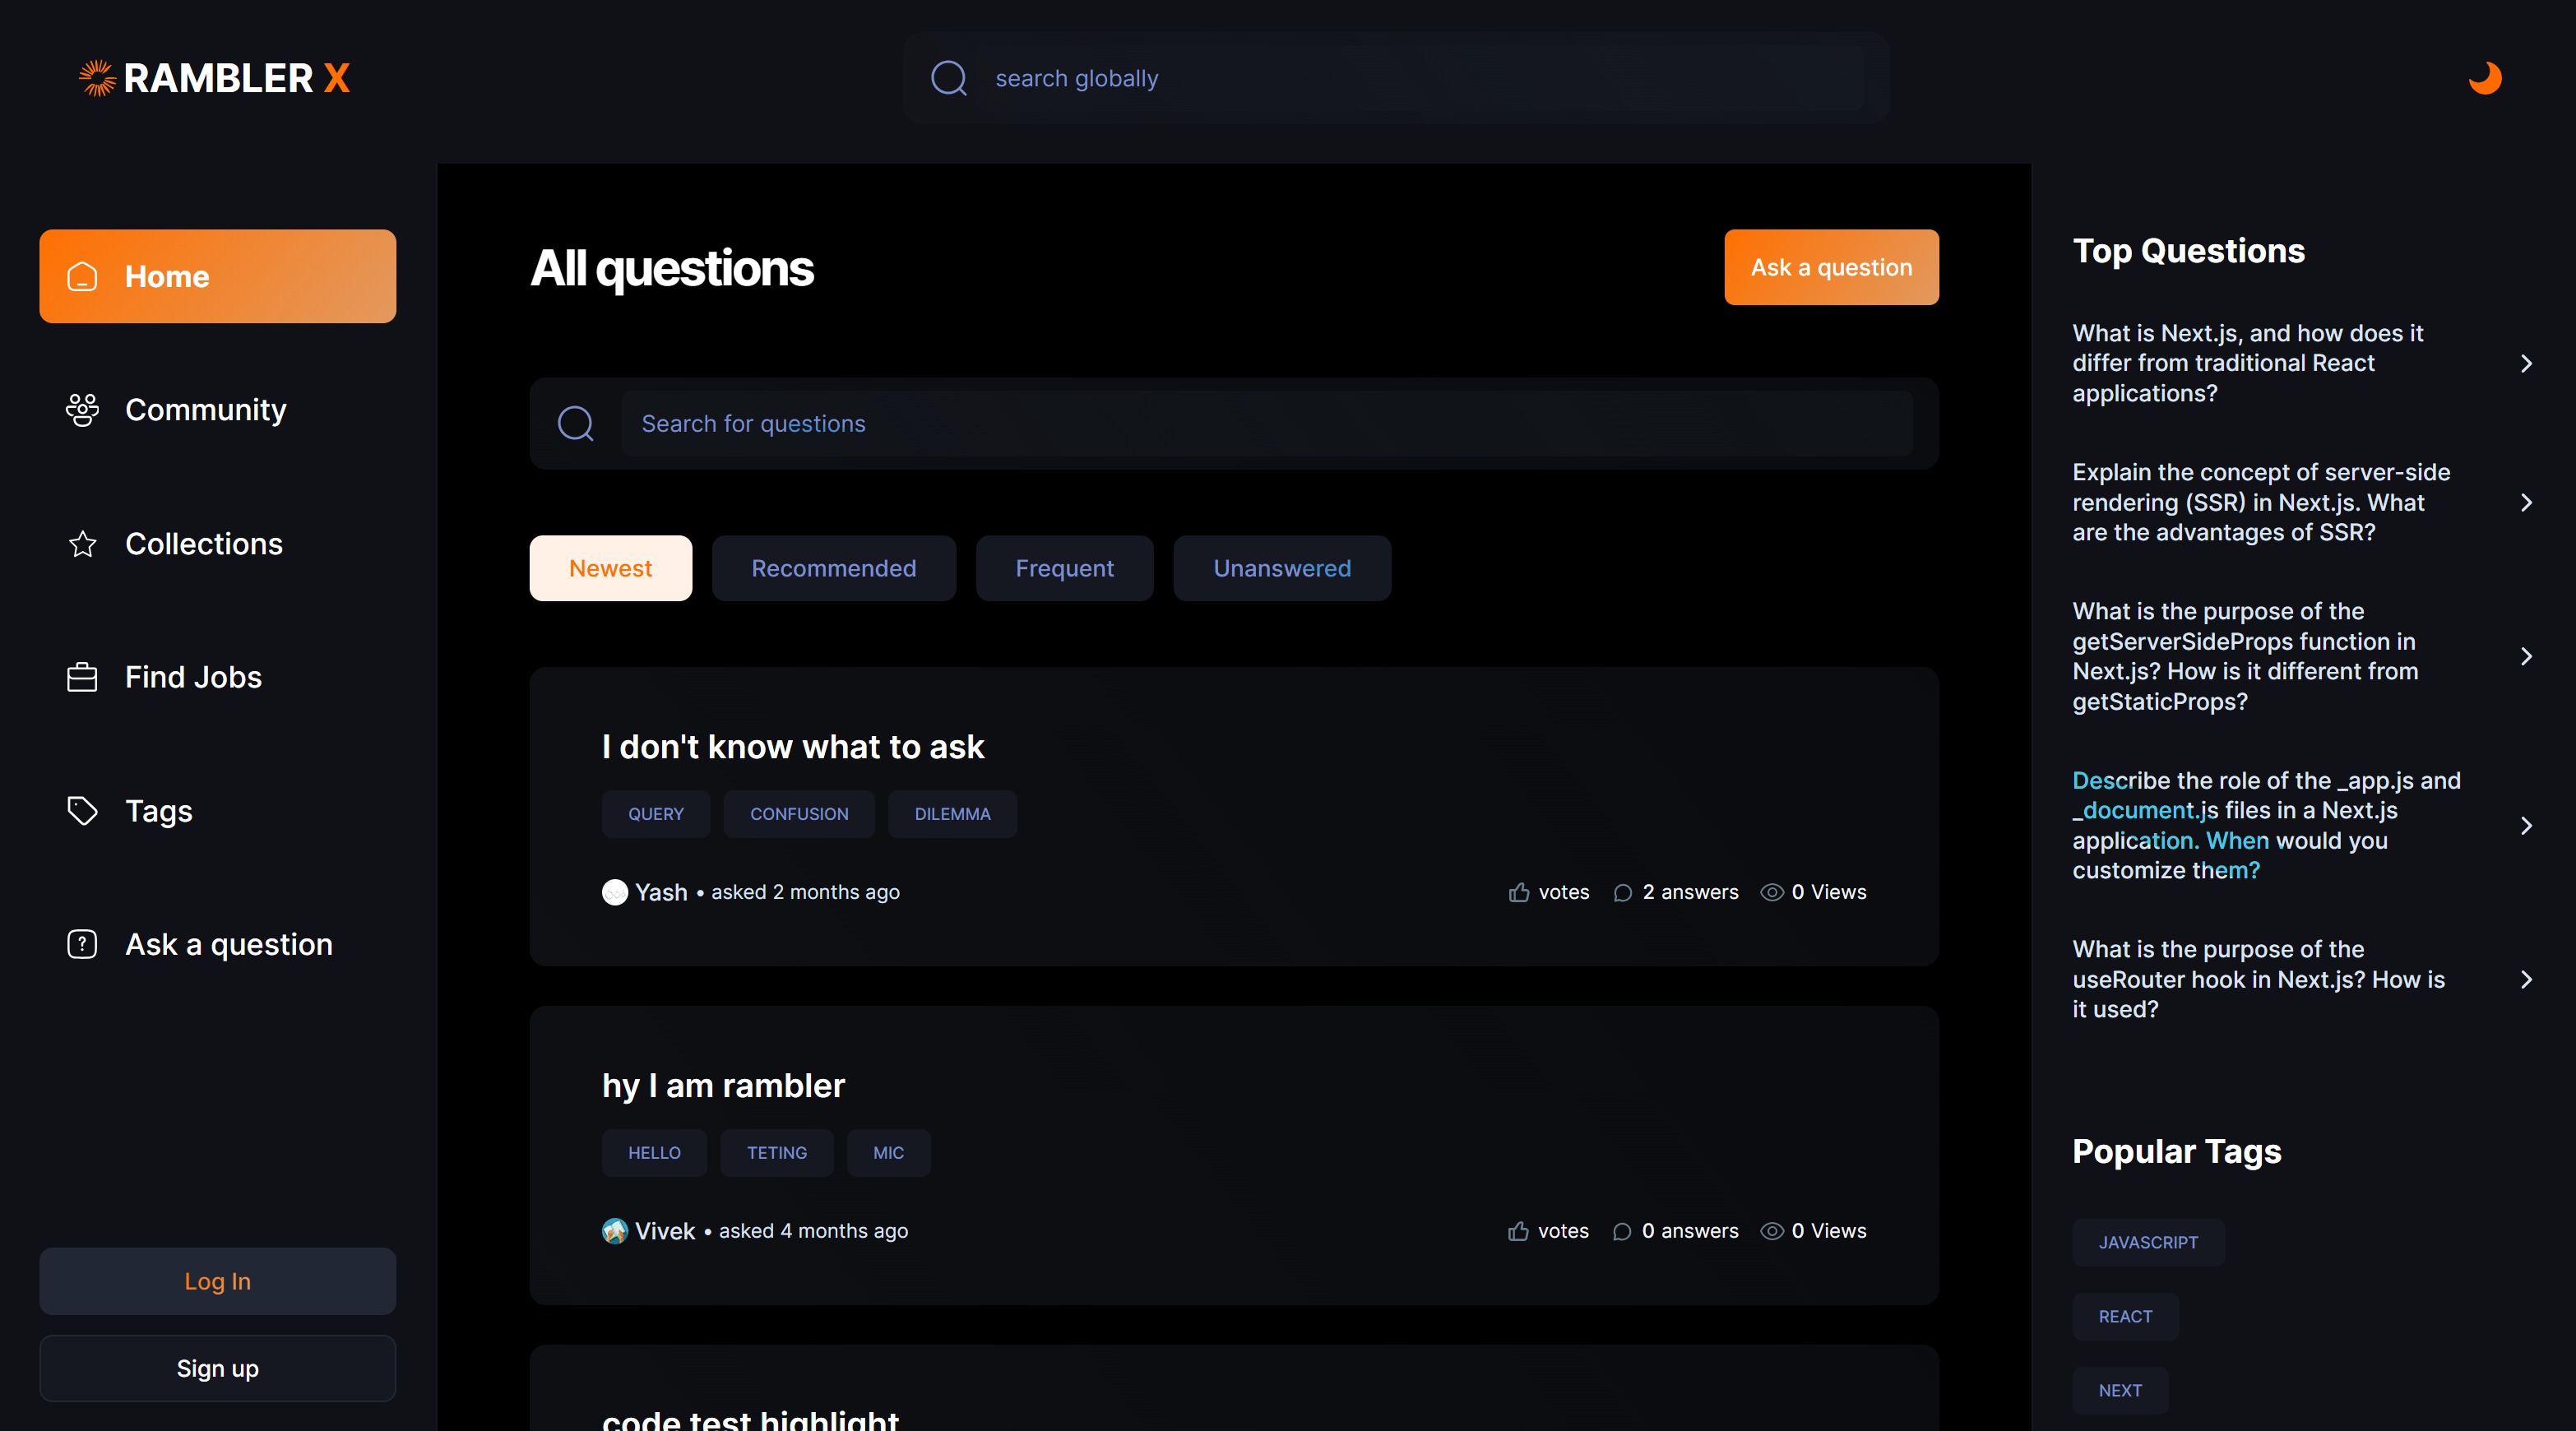 RAMBLER X
search globally
Home
Community
Collections
Find Jobs
Tags
Ask a question
Log In
Sign up
All questions
Ask a question
Search for questions
Newest
Recommended
Frequent
Unanswered
I don't know what to ask
QUERY
CONFUSION
DILEMMA
Yash • asked 2 months ago
votes
2 answers
0 Views
hy I am rambler
HELLO
TETING
MIC
Vivek • asked 4 months ago
votes
0 answers
0 Views
code test highlight
Top Questions
What is Next.js, and how does it
differ from traditional React
applications?
Explain the concept of server-side
rendering (SSR) in Next.js. What
are the advantages of SSR?
What is the purpose of the
getServerSideProps function in
Next.js? How is it different from
getStaticProps?
Describe the role of the _app.js and
_document.js files in a Next.js
application. When would you
customize them?
What is the purpose of the
useRouter hook in Next.js? How is
it used?
Popular Tags
JAVASCRIPT
REACT
NEXT